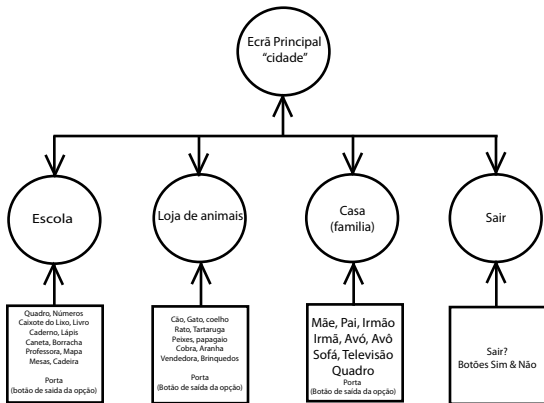 Ecrã Principal
“cidade”
Escola
Loja de animais
Casa
(familia)
Sair
Quadro, Números
Caixote do Lixo, Livro
Caderno, Lápis
Caneta, Borracha
Professora, Mapa
Mesas, Cadeira
Porta
(botão de saída da opção)
Cão, Gato, coelho
Rato, Tartaruga
Peixes, papagaio
Cobra, Aranha
Vendedora, Brinquedos
Porta
(Botão de saída da opção)
Mãe, Pai, Irmão
Irmã, Avó, Avô
Sofá, Televisão
Quadro
Porta
(Botão de saída da opção)
Sair?
Botões Sim & Não